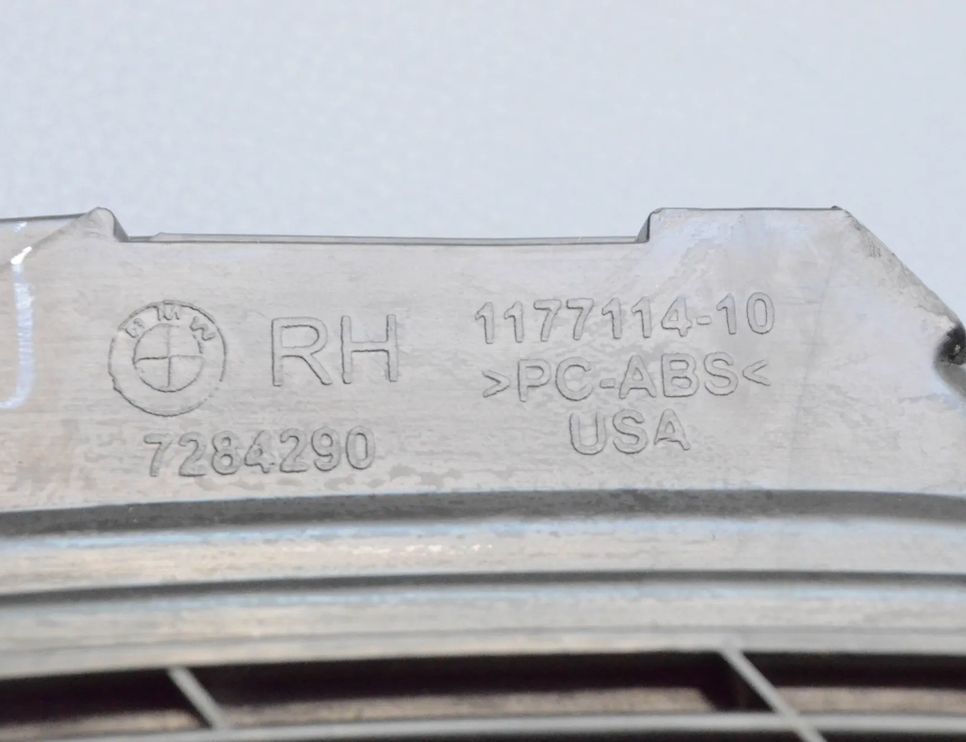 BMW
RH
7284290
1177114-10
>PC-ABS<
USA